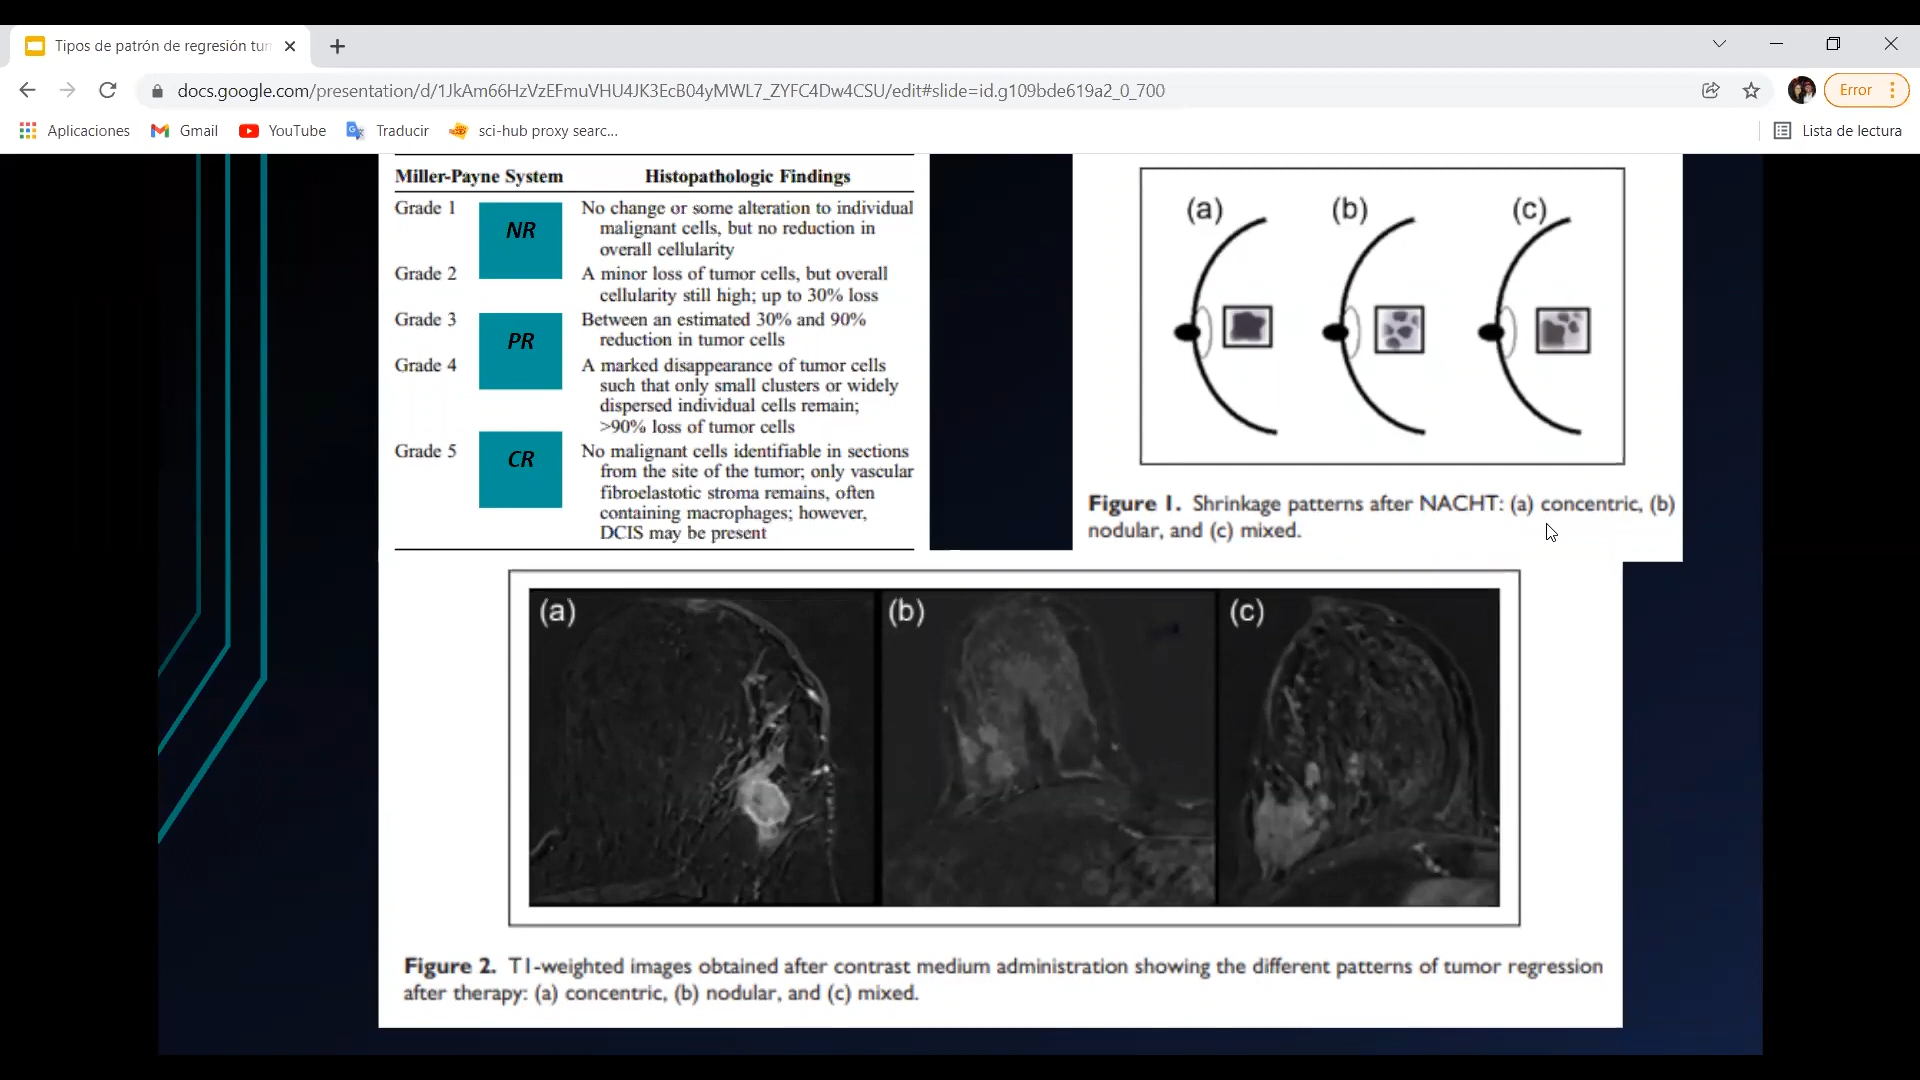 Tipos de patrón de regresión tun
docs.google.com/presentation/d/1JkAm66HzVzEFmuVHU4JK3EcB04yMWL7_ZYFC4Dw4CSU/edit#slide=id.g109bde619a2_0_700
Error
Aplicaciones
Gmail
YouTube
Traducir
sci-hub proxy searc...
Lista de lectura
Miller-Payne System
Histopathologic Findings
Grade 1
NR
No change or some alteration to individual
malignant cells, but no reduction in
overall cellularity
Grade 2
A minor loss of tumor cells, but overall
cellularity still high; up to 30% loss
Grade 3
PR
Between an estimated 30% and 90%
reduction in tumor cells
Grade 4
A marked disappearance of tumor cells
such that only small clusters or widely
dispersed individual cells remain;
>90% loss of tumor cells
Grade 5
CR
No malignant cells identifiable in sections
from the site of the tumor; only vascular
fibroelastotic stroma remains, often
containing macrophages; however,
DCIS may be present
(a)
(b)
(c)
Figure 1. Shrinkage patterns after NACHT: (a) concentric, (b)
nodular, and (c) mixed.
(a)
(b)
(c)
Figure 2. T1-weighted images obtained after contrast medium administration showing the different patterns of tumor regression
after therapy: (a) concentric, (b) nodular, and (c) mixed.